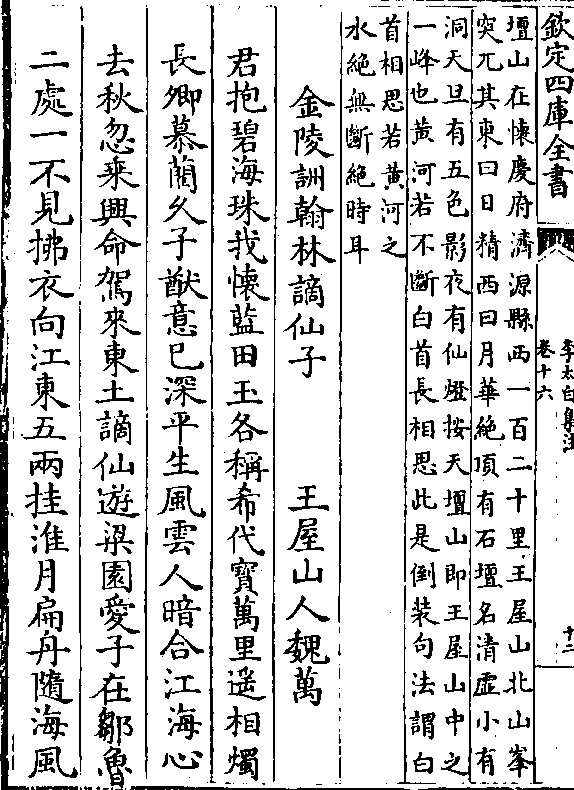 欽定四庫全書
李太白集注
卷十六
十二
壇山在懷慶府濟源縣西一百二十里王屋山北山峯
突兀其東曰日精西曰月華絶頂有石壇名清虛小有
洞天旦有五色影夜有仙燈按天壇山即王屋山中之
一峰也黄河若不斷白首長相思此是倒装句法謂白
首相思若黄河之
水絶無斷絶時耳
金陵詶翰林謫仙子 王屋山人魏萬
君抱碧海珠我懷藍田玉各稱希代寶萬里遥相燭
長卿慕藺久子猷意已深平生風雲人暗合江海心
去秋忽乘興命駕來東土謫仙遊梁園愛子在鄒魯
二處一不見拂衣向江東五兩挂淮月扁舟隨海風